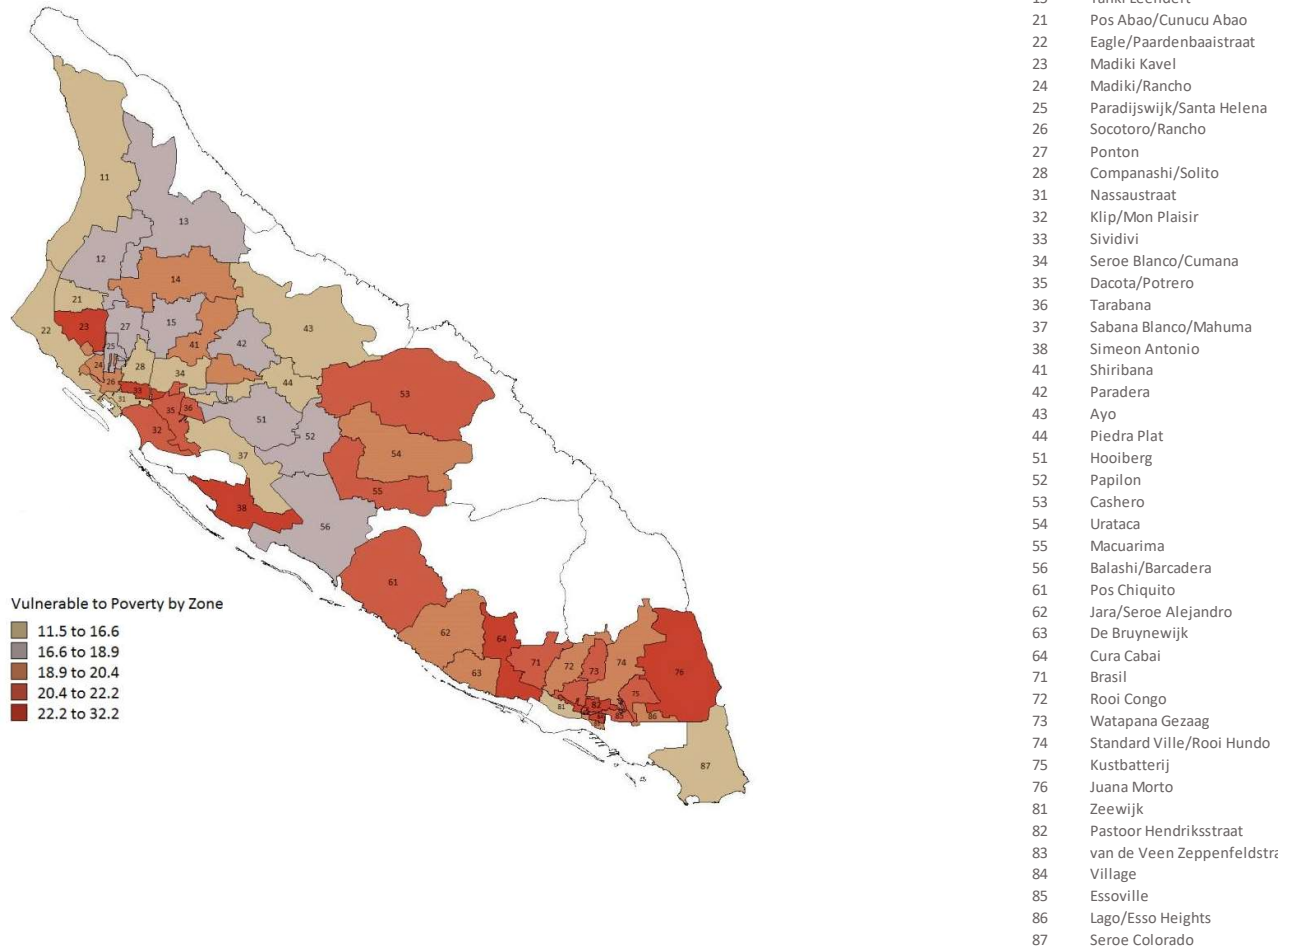 11
13
12
14
21
22
23
27
15
43
25
41
42
24
28
34
26
44
33
31
35
36
53
32
51
52
37
54
55
38
56
61
62
64
63
71
72
73
74
76
75
81
82
85
86
87
Vulnerable to Poverty by Zone
11.5 to 16.6
16.6 to 18.9
18.9 to 20.4
20.4 to 22.2
22.2 to 32.2
21 Pos Abao/Cunucu Abao
22 Eagle/Paardenbaaistraat
23 Madiki Kavel
24 Madiki/Rancho
25 Paradijswijk/Santa Helena
26 Socotoro/Rancho
27 Ponton
28 Companashi/Solito
31 Nassaustraat
32 Klip/Mon Plaisir
33 Sividivi
34 Seroe Blanco/Cumana
35 Dacota/Potrero
36 Tarabana
37 Sabana Blanco/Mahuma
38 Simeon Antonio
41 Shiribana
42 Paradera
43 Ayo
44 Piedra Plat
51 Hooiberg
52 Papilon
53 Cashero
54 Urataca
55 Macuarima
56 Balashi/Barcadera
61 Pos Chiquito
62 Jara/Seroe Alejandro
63 De Bruynewijk
64 Cura Cabai
71 Brasil
72 Rooi Congo
73 Watapana Gezaag
74 Standard Ville/Rooi Hundo
75 Kustbatterij
76 Juana Morto
81 Zeewijk
82 Pastoor Hendriksstraat
83 van de Veen Zeppenfeldstra
84 Village
85 Essoville
86 Lago/Esso Heights
87 Seroe Colorado